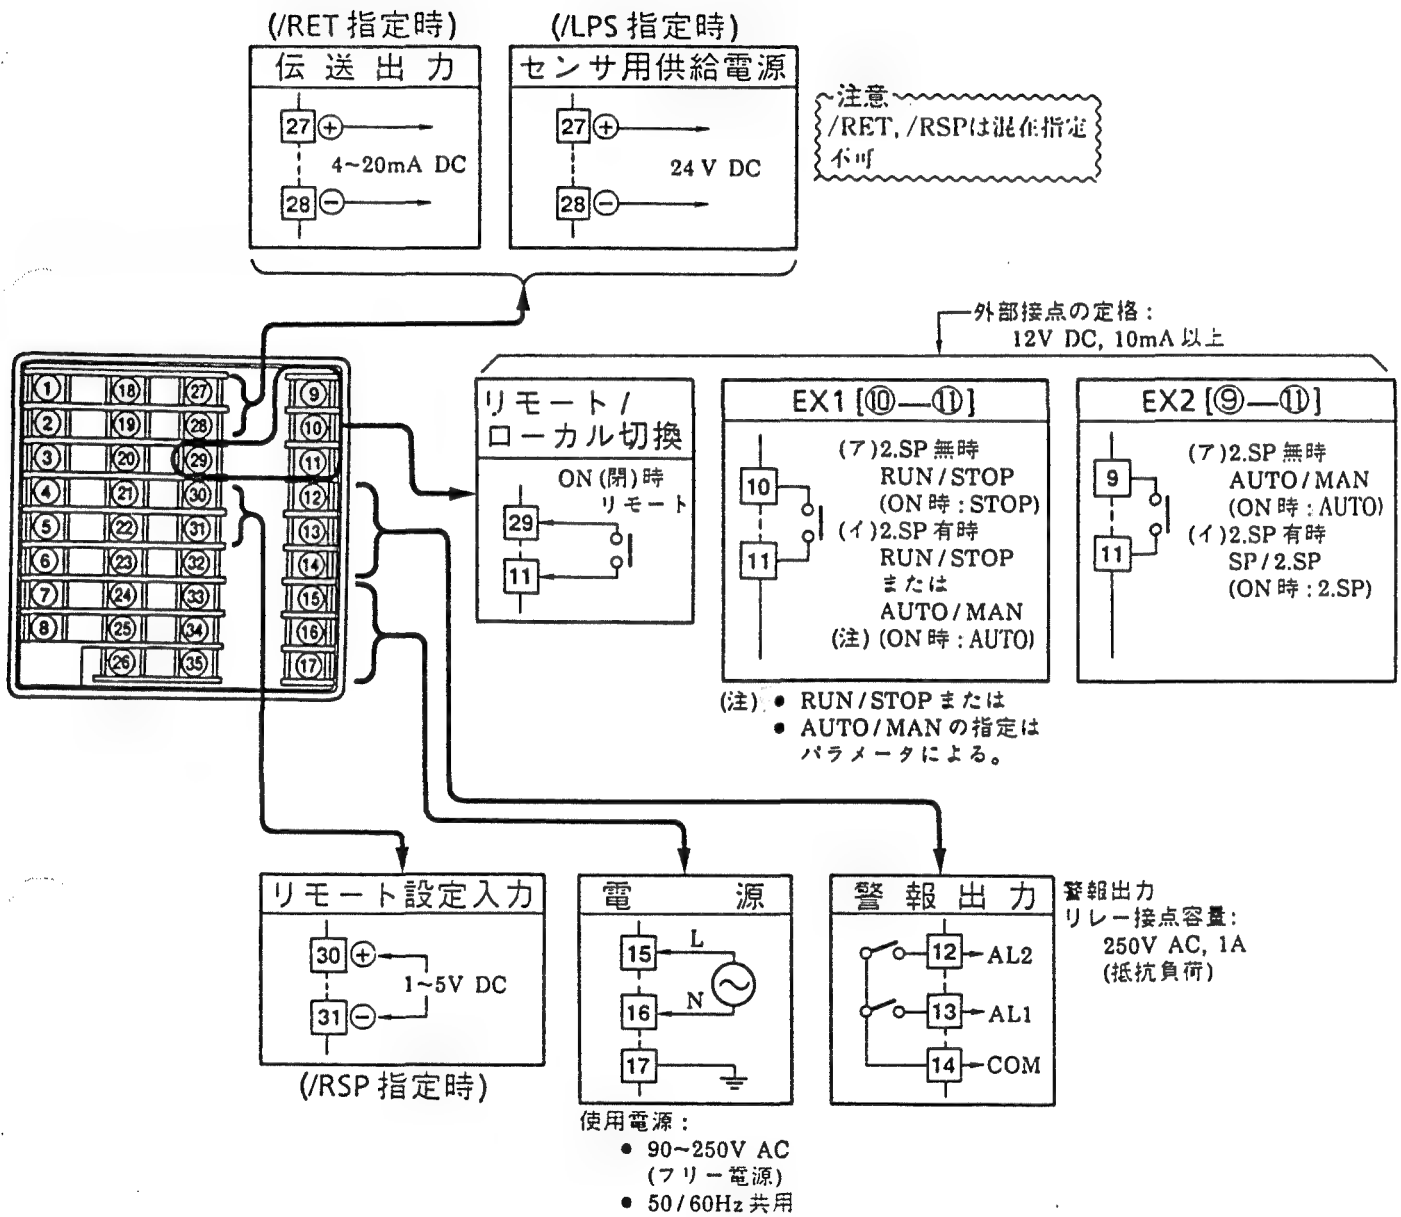 (/RET 指定時)
伝送出力
27 +
4~20mA DC
28 −
(/LPS 指定時)
センサ用供給電源
27 +
24 V DC
28 −
注意
/RET, /RSPは混在指定
不可
外部接点の定格：
12V DC, 10mA 以上
① ⑱ ㉗ ⑨
② ⑲ ㉘ ⑩
③ ⑳ ㉙ ⑪
④ ㉑ ㉚ ⑫
⑤ ㉒ ㉛ ⑬
⑥ ㉓ ㉜ ⑭
⑦ ㉔ ㉝ ⑮
⑧ ㉕ ㉞ ⑯
㉖ ㉟ ⑰
リモート/
ローカル切換
ON (閉) 時
リモート
29
11
EX1 [⑩―⑪]
(ア)2.SP 無時
RUN/STOP
(ON 時：STOP)
(イ)2.SP 有時
RUN/STOP
または
AUTO/MAN
(注) (ON 時：AUTO)
10
11
EX2 [⑨―⑪]
(ア)2.SP 無時
AUTO/MAN
(ON 時：AUTO)
(イ)2.SP 有時
SP/2.SP
(ON 時：2.SP)
9
11
(注) ● RUN/STOP または
● AUTO/MAN の指定は
パラメータによる。
リモート設定入力
30 +
1~5V DC
31 −
(/RSP 指定時)
電源
15 L
16 N
17
使用電源：
● 90~250V AC
(フリー電源)
● 50/60Hz 共用
警報出力
12 AL2
13 AL1
14 COM
警報出力
リレー接点容量：
250V AC, 1A
(抵抗負荷)